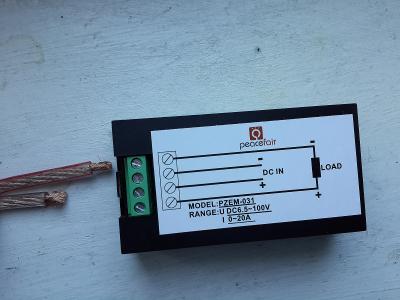 peacefair
-
-
DC IN
LOAD
+
+
MODEL: PZEM-031
RANGE: U DC6.5~100V
I 0~20A